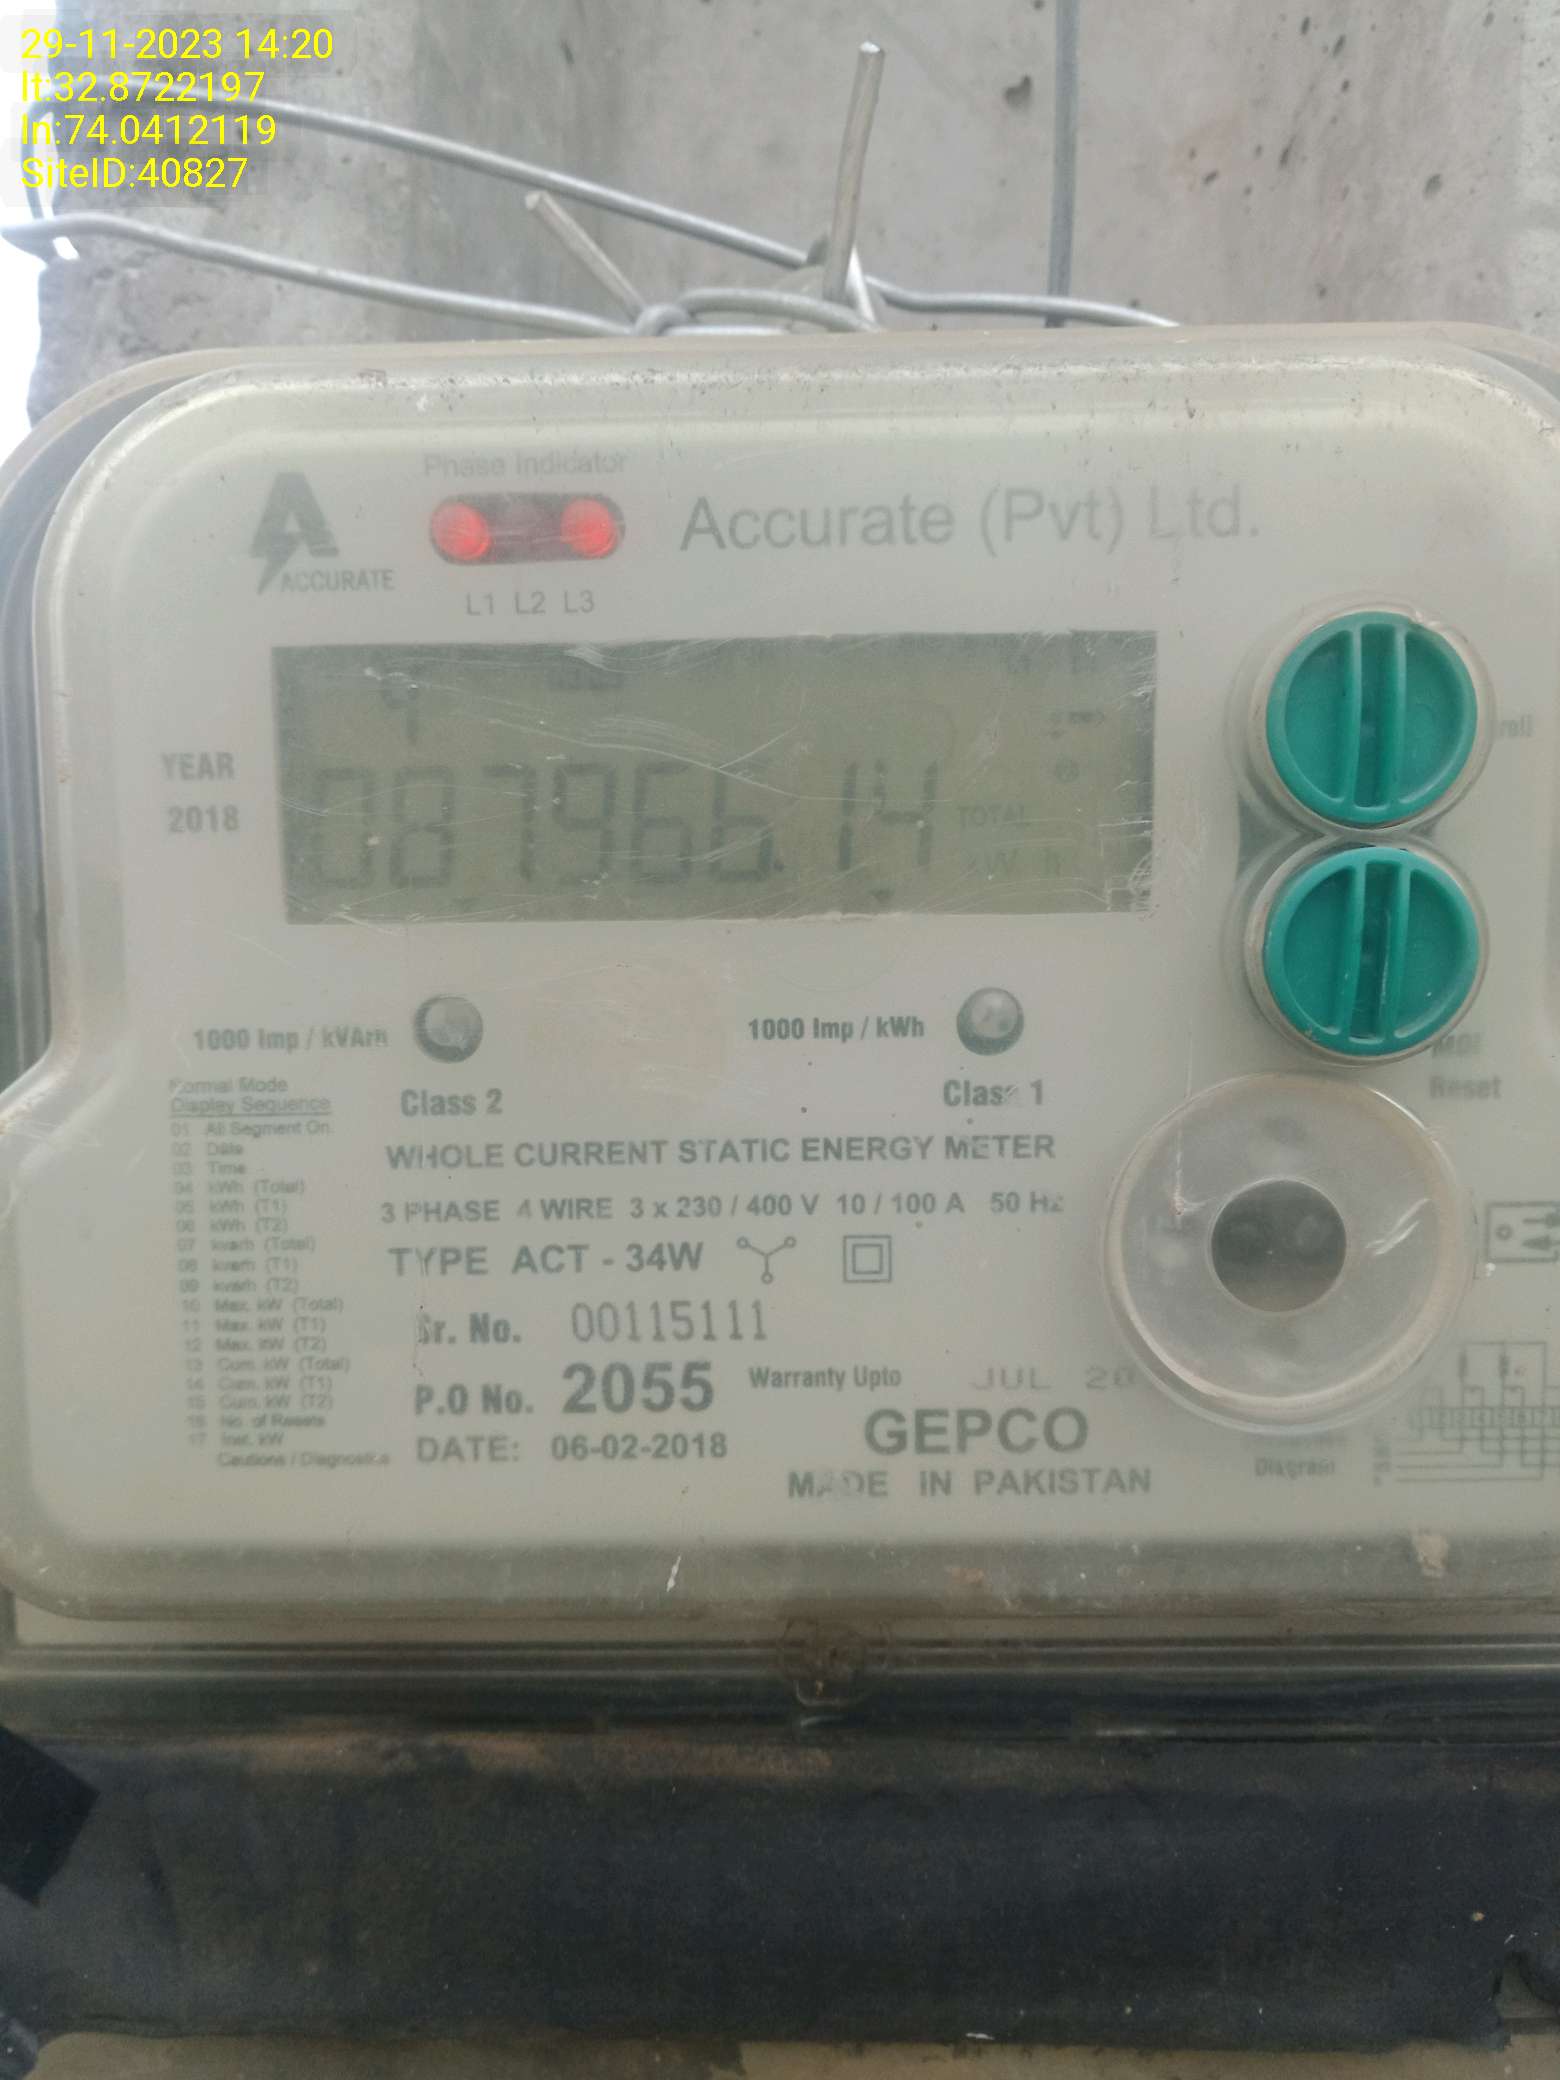 29-11-2023 14:20
lt:32.8722197
ln:74.0412119
SiteID:40827
Phase Indicator
ACCURATE
Accurate (Pvt) Ltd.
L1 L2 L3
4
YEAR
2018
087966.14
TOTAL
kW h
1000 Imp / kVArh
1000 Imp / kWh
Class 2
Class 1
MDI
Reset
Normal Mode
Display Sequence
01 All Segment On.
02 Date
03 Time
04 kWh (Total)
05 kWh (T1)
06 kWh (T2)
07 kvarh (Total)
08 kvarh (T1)
09 kvarh (T2)
10 Max. kW (Total)
11 Max. kW (T1)
12 Max. kW (T2)
13 Cum. kW (Total)
14 Cum. kW (T1)
15 Cum. kW (T2)
16 No. of Resets
17 Inst. kW
Cautions / Diagnostics
WHOLE CURRENT STATIC ENERGY METER
3 PHASE 4 WIRE 3 x 230 / 400 V 10 / 100 A 50 Hz
TYPE ACT - 34W
Sr. No. 00115111
P.O No. 2055 Warranty Upto JUL 20
DATE: 06-02-2018
GEPCO
MADE IN PAKISTAN
Diagram